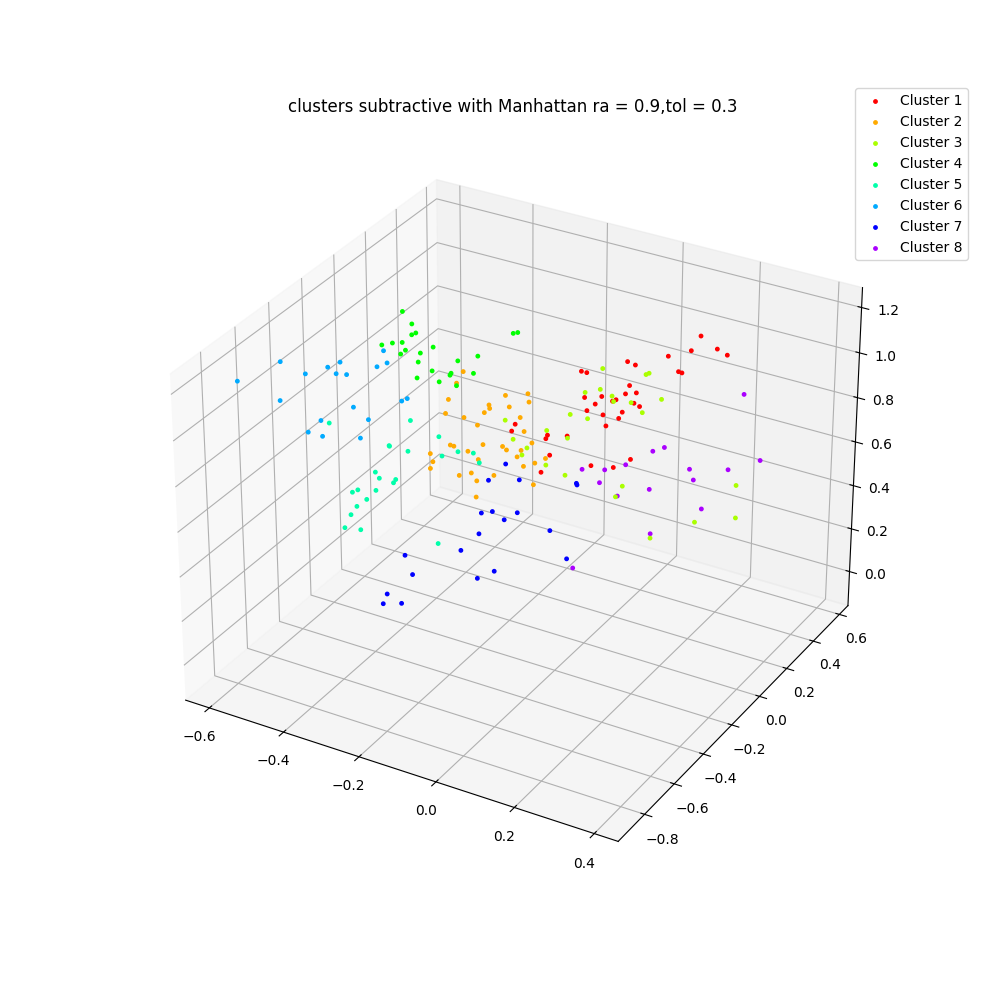 clusters subtractive with Manhattan ra = 0.9,tol = 0.3
Cluster 1
Cluster 2
Cluster 3
Cluster 4
Cluster 5
Cluster 6
Cluster 7
Cluster 8
1.2
1.0
0.8
0.6
0.4
0.2
0.0
0.6
0.4
0.2
0.0
−0.2
−0.4
−0.6
−0.8
−0.6
−0.4
−0.2
0.0
0.2
0.4